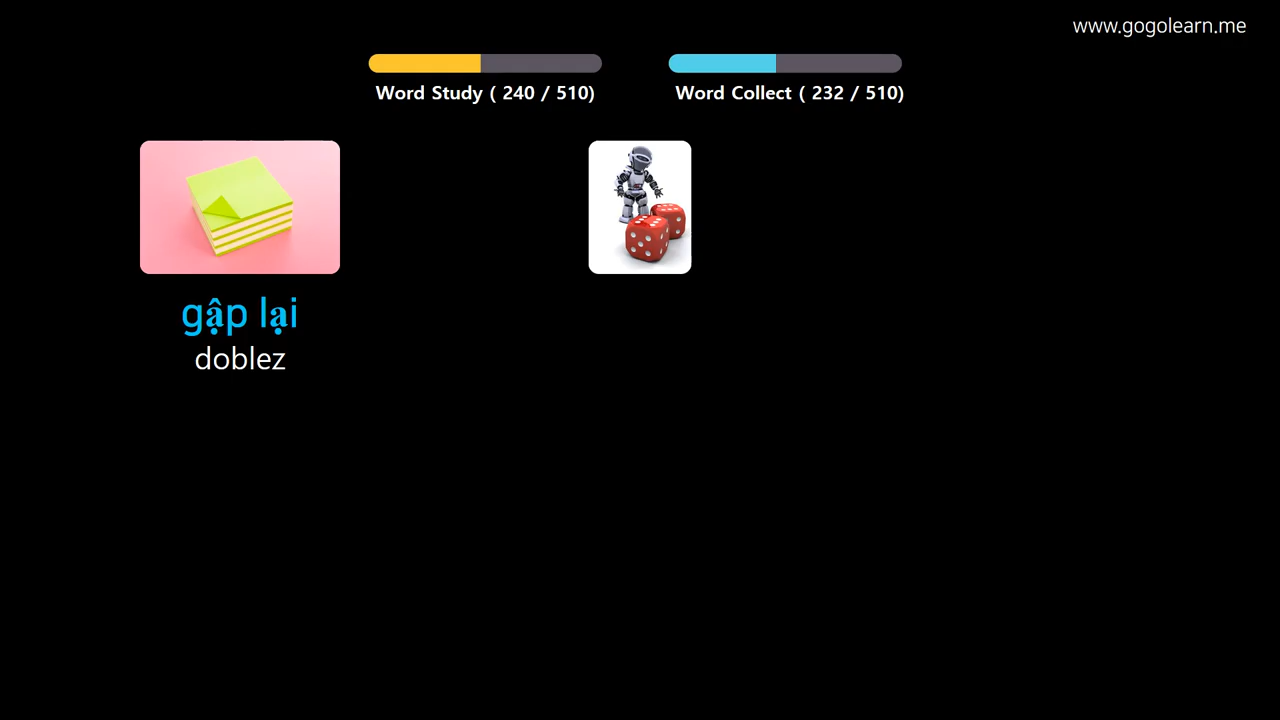 www.gogolearn.me
Word Study ( 240 / 510)
Word Collect ( 232 / 510)
gập lại
doblez